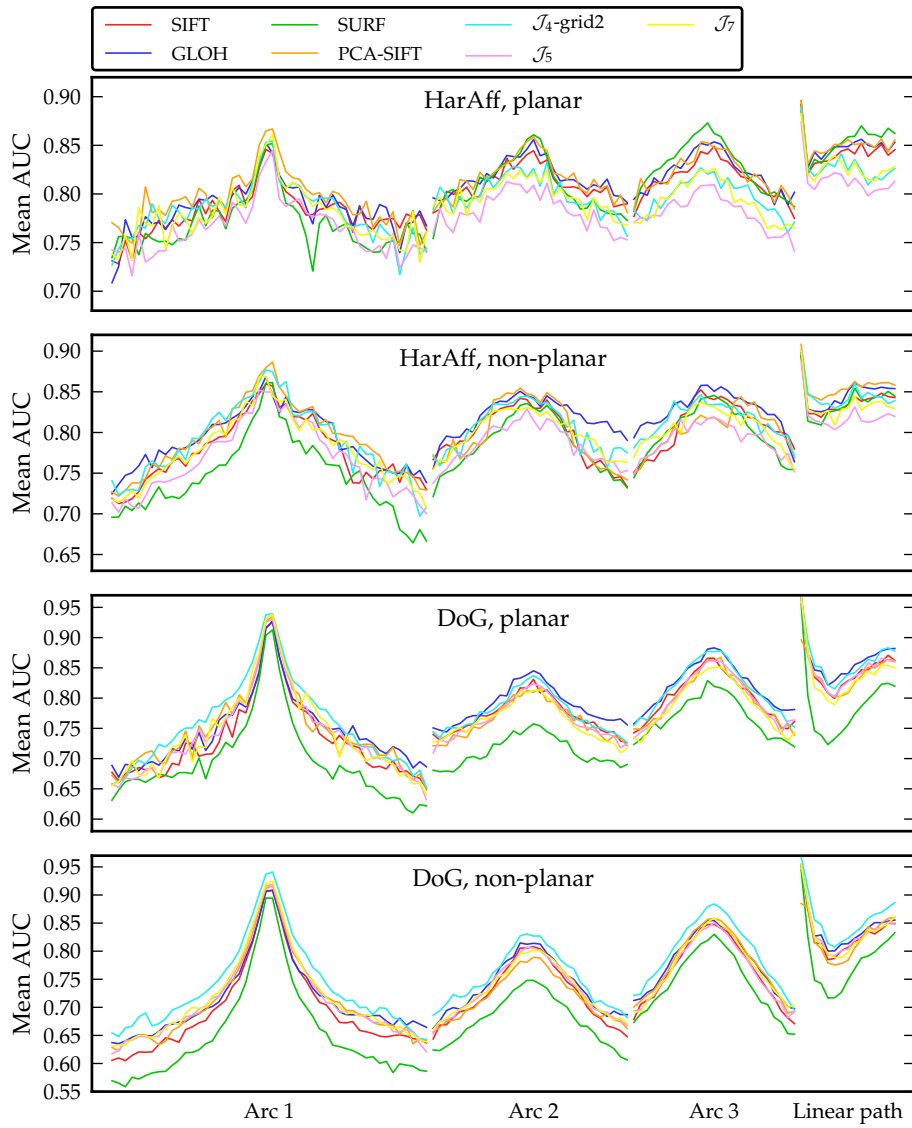 SIFT SURF 𝒥₄-grid2 𝒥₇
GLOH PCA-SIFT 𝒥₅
HarAff, planar
0.90
0.85
0.80
0.75
0.70
Mean AUC
HarAff, non-planar
0.90
0.85
0.80
0.75
0.70
0.65
Mean AUC
DoG, planar
0.95
0.90
0.85
0.80
0.75
0.70
0.65
0.60
Mean AUC
DoG, non-planar
0.95
0.90
0.85
0.80
0.75
0.70
0.65
0.60
0.55
Mean AUC
Arc 1 Arc 2 Arc 3 Linear path